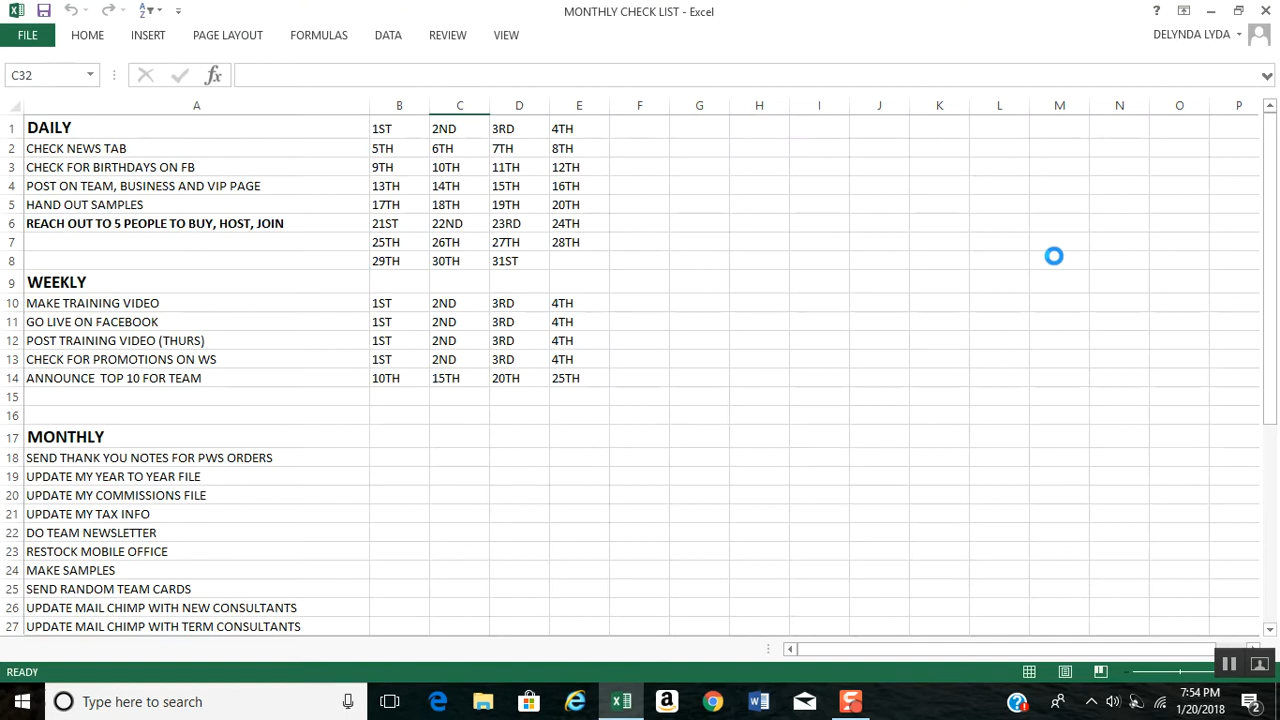 MONTHLY CHECK LIST - Excel
?
FILE HOME INSERT PAGE LAYOUT FORMULAS DATA REVIEW VIEW DELYNDA LYDA
C32 fx
A B C D E F G H I J K L M N O P
1 DAILY 1ST 2ND 3RD 4TH
2 CHECK NEWS TAB 5TH 6TH 7TH 8TH
3 CHECK FOR BIRTHDAYS ON FB 9TH 10TH 11TH 12TH
4 POST ON TEAM, BUSINESS AND VIP PAGE 13TH 14TH 15TH 16TH
5 HAND OUT SAMPLES 17TH 18TH 19TH 20TH
6 REACH OUT TO 5 PEOPLE TO BUY, HOST, JOIN 21ST 22ND 23RD 24TH
7 25TH 26TH 27TH 28TH
8 29TH 30TH 31ST
9 WEEKLY
10 MAKE TRAINING VIDEO 1ST 2ND 3RD 4TH
11 GO LIVE ON FACEBOOK 1ST 2ND 3RD 4TH
12 POST TRAINING VIDEO (THURS) 1ST 2ND 3RD 4TH
13 CHECK FOR PROMOTIONS ON WS 1ST 2ND 3RD 4TH
14 ANNOUNCE TOP 10 FOR TEAM 10TH 15TH 20TH 25TH
15
16
17 MONTHLY
18 SEND THANK YOU NOTES FOR PWS ORDERS
19 UPDATE MY YEAR TO YEAR FILE
20 UPDATE MY COMMISSIONS FILE
21 UPDATE MY TAX INFO
22 DO TEAM NEWSLETTER
23 RESTOCK MOBILE OFFICE
24 MAKE SAMPLES
25 SEND RANDOM TEAM CARDS
26 UPDATE MAIL CHIMP WITH NEW CONSULTANTS
27 UPDATE MAIL CHIMP WITH TERM CONSULTANTS
READY
Type here to search
7:54 PM
1/20/2018
2